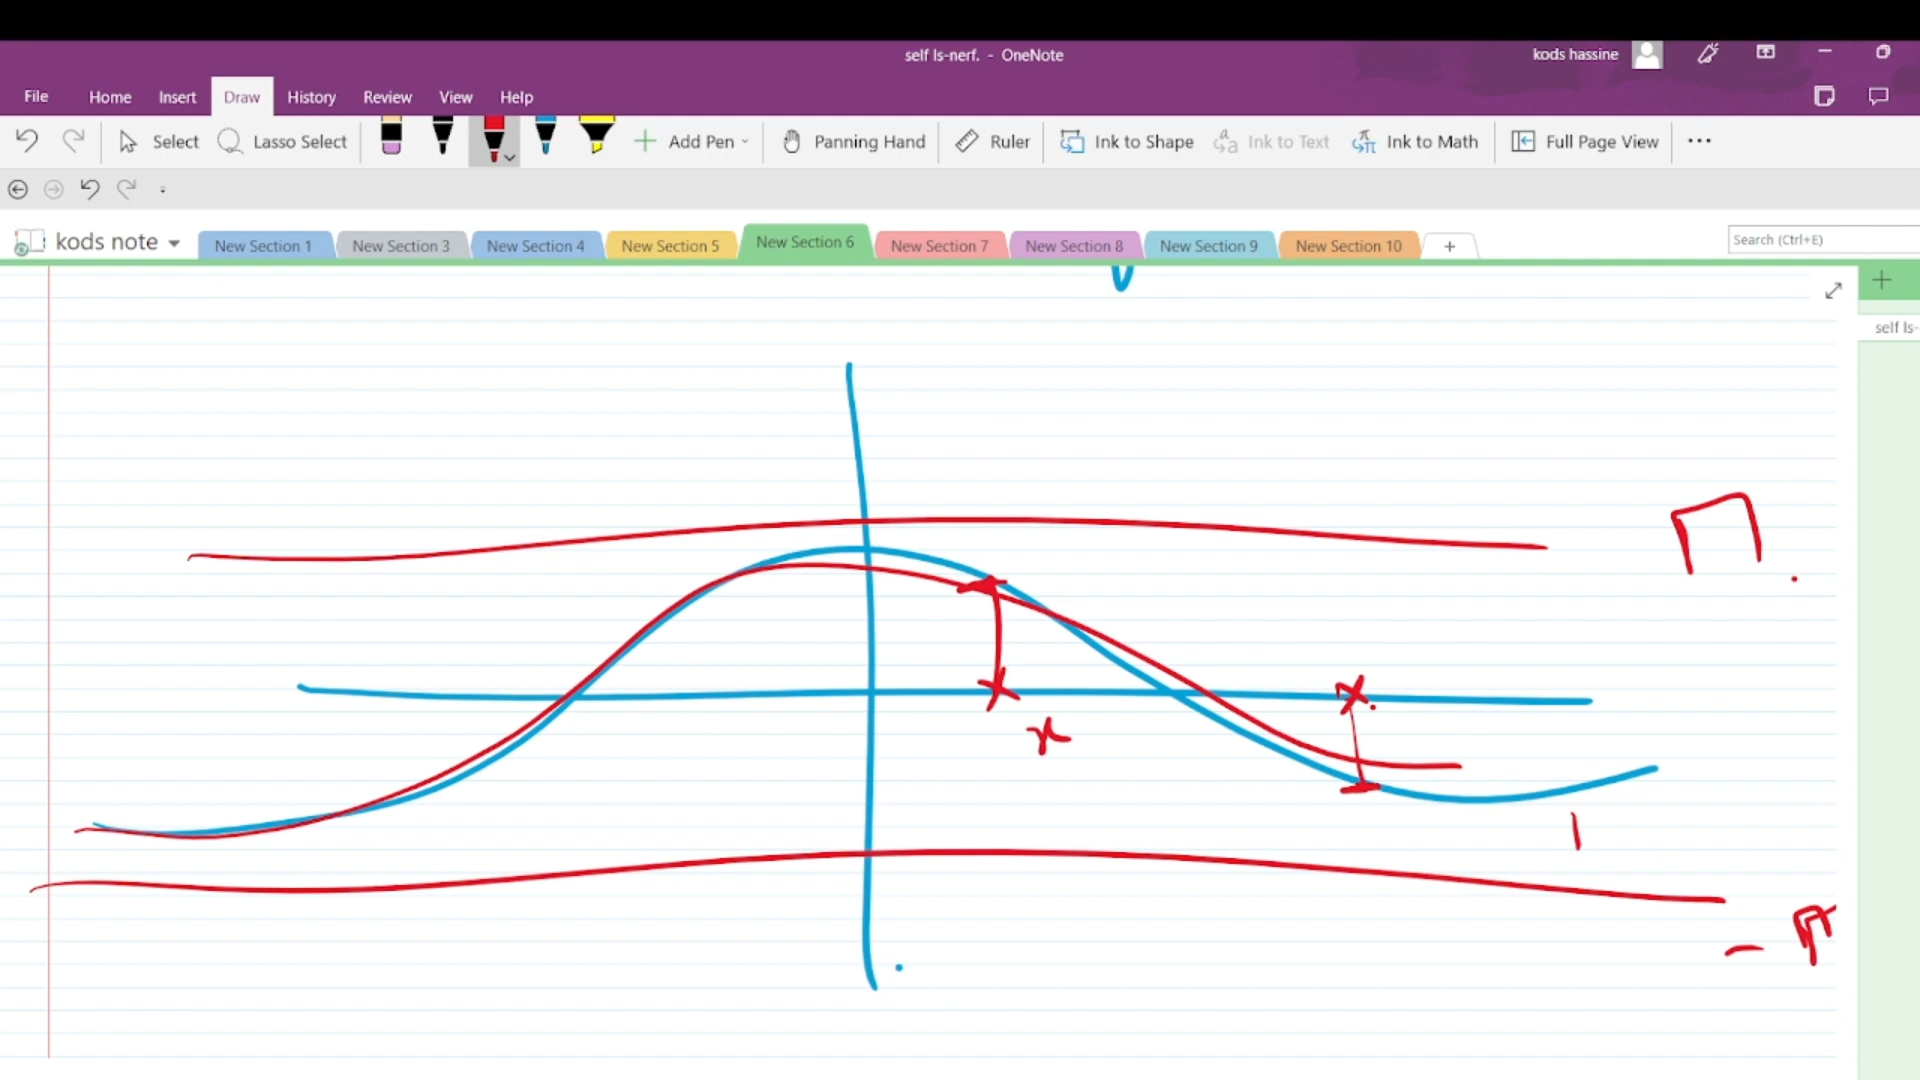 self ls-nerf. - OneNote
kods hassine
File Home Insert Draw History Review View Help
Select Lasso Select Add Pen Panning Hand Ruler Ink to Shape Ink to Text Ink to Math Full Page View
kods note New Section 1 New Section 3 New Section 4 New Section 5 New Section 6 New Section 7 New Section 8 New Section 9 New Section 10 +
Search (Ctrl+E)
self ls-
x